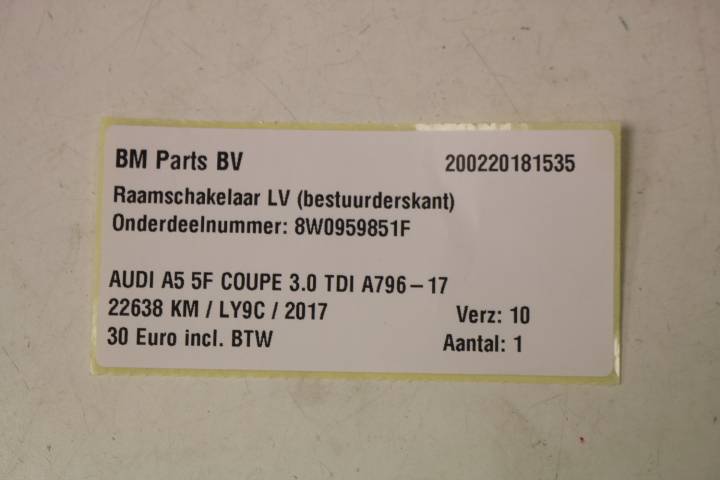 BM Parts BV 200220181535
Raamschakelaar LV (bestuurderskant)
Onderdeelnummer: 8W0959851F
AUDI A5 5F COUPE 3.0 TDI A796-17
22638 KM / LY9C / 2017 Verz: 10
30 Euro incl. BTW Aantal: 1